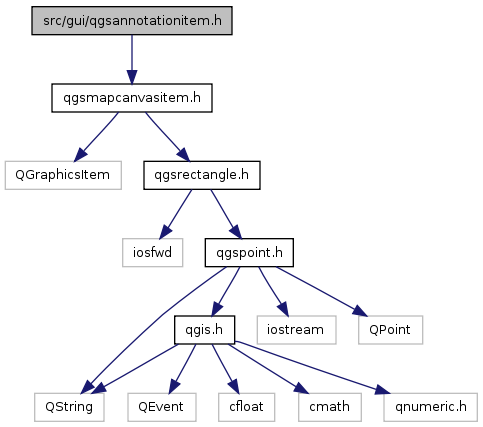 src/gui/qgsannotationitem.h
qgsmapcanvasitem.h
QGraphicsItem
qgsrectangle.h
iosfwd
qgspoint.h
qgis.h
iostream
QPoint
QString
QEvent
cfloat
cmath
qnumeric.h